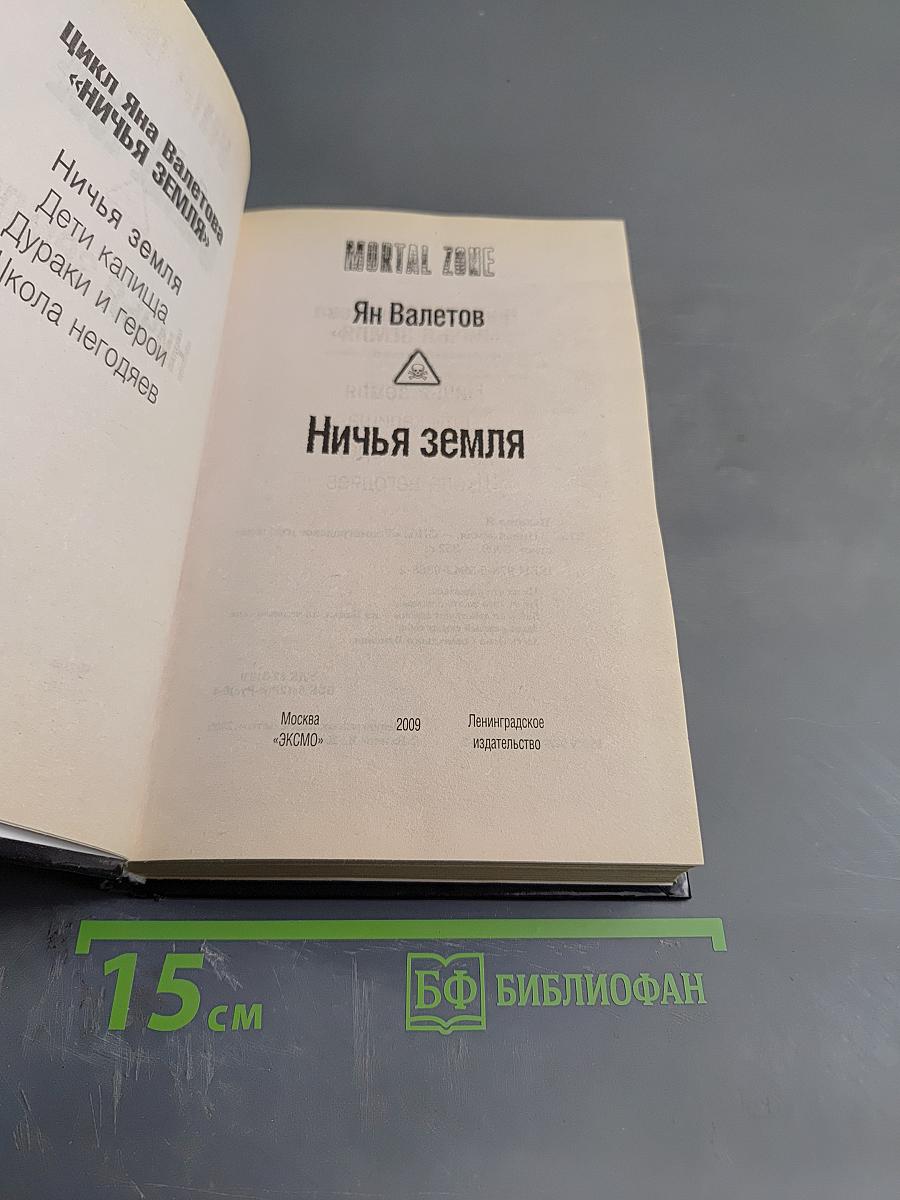 Цикл Яна Валетова
«НИЧЬЯ ЗЕМЛЯ»
Ничья земля
Дети капища
Дураки и герои
Школа негодяев
MORTAL ZONE
Ян Валетов
Ничья земля
Москва
«ЭКСМО»
2009
Ленинградское
издательство
15 см
БФ БИБЛИОФАН